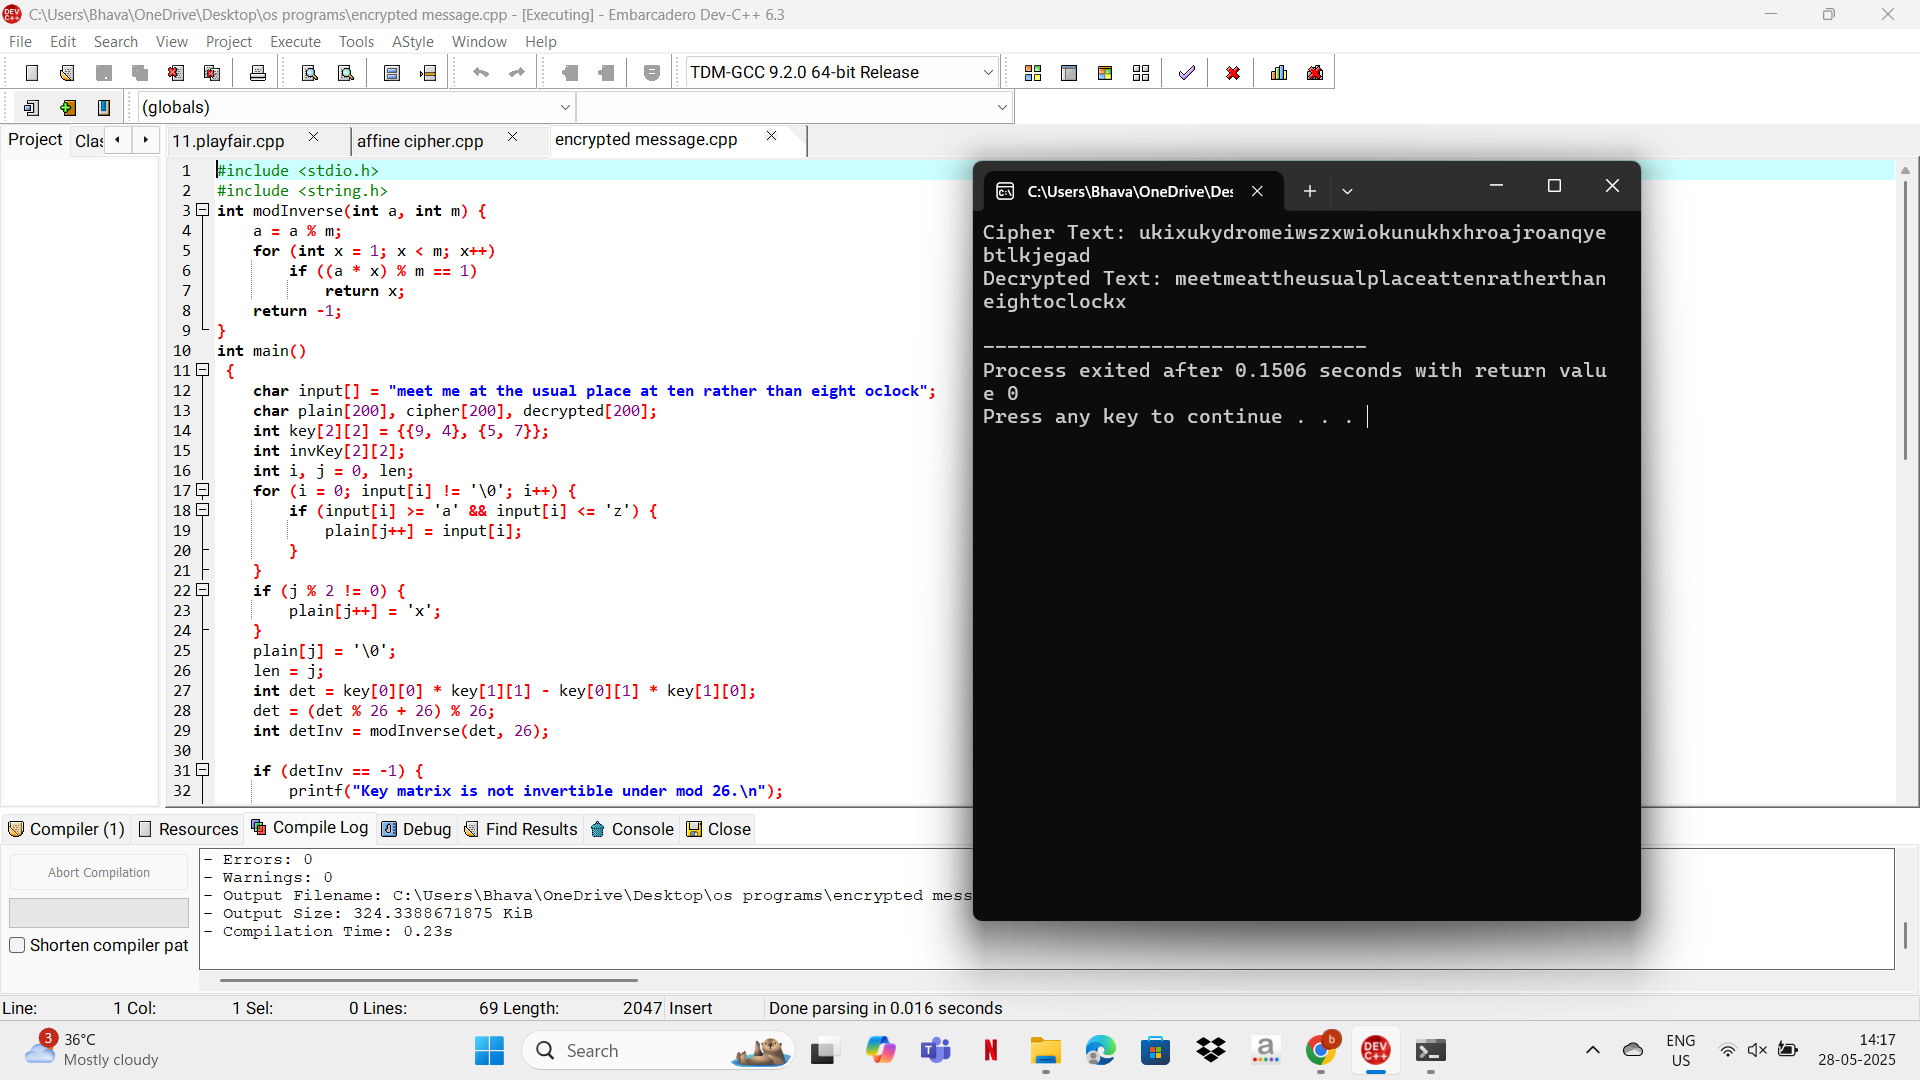 C:\Users\Bhava\OneDrive\Desktop\os programs\encrypted message.cpp - [Executing] - Embarcadero Dev-C++ 6.3
File Edit Search View Project Execute Tools AStyle Window Help
TDM-GCC 9.2.0 64-bit Release
(globals)
Project Clas 11.playfair.cpp affine cipher.cpp encrypted message.cpp
1 #include <stdio.h>
2 #include <string.h>
3 int modInverse(int a, int m) {
4 a = a % m;
5 for (int x = 1; x < m; x++)
6 if ((a * x) % m == 1)
7 return x;
8 return -1;
9 }
10 int main()
11 {
12 char input[] = "meet me at the usual place at ten rather than eight oclock";
13 char plain[200], cipher[200], decrypted[200];
14 int key[2][2] = {{9, 4}, {5, 7}};
15 int invKey[2][2];
16 int i, j = 0, len;
17 for (i = 0; input[i] != '\0'; i++) {
18 if (input[i] >= 'a' && input[i] <= 'z') {
19 plain[j++] = input[i];
20 }
21 }
22 if (j % 2 != 0) {
23 plain[j++] = 'x';
24 }
25 plain[j] = '\0';
26 len = j;
27 int det = key[0][0] * key[1][1] - key[0][1] * key[1][0];
28 det = (det % 26 + 26) % 26;
29 int detInv = modInverse(det, 26);
30
31 if (detInv == -1) {
32 printf("Key matrix is not invertible under mod 26.\n");
C:\Users\Bhava\OneDrive\Des
Cipher Text: ukixukydromeiwszxwiokunukhxhroajroanqye
btlkjegad
Decrypted Text: meetmeattheusualplaceattenratherthan
eightoclockx
--------------------------------
Process exited after 0.1506 seconds with return valu
e 0
Press any key to continue . . .
Compiler (1) Resources Compile Log Debug Find Results Console Close
Abort Compilation
Shorten compiler pat
- Errors: 0
- Warnings: 0
- Output Filename: C:\Users\Bhava\OneDrive\Desktop\os programs\encrypted mess
- Output Size: 324.3388671875 KiB
- Compilation Time: 0.23s
Line: 1 Col: 1 Sel: 0 Lines: 69 Length: 2047 Insert Done parsing in 0.016 seconds
3 36°C
Mostly cloudy
Search
ENG
US
14:17
28-05-2025